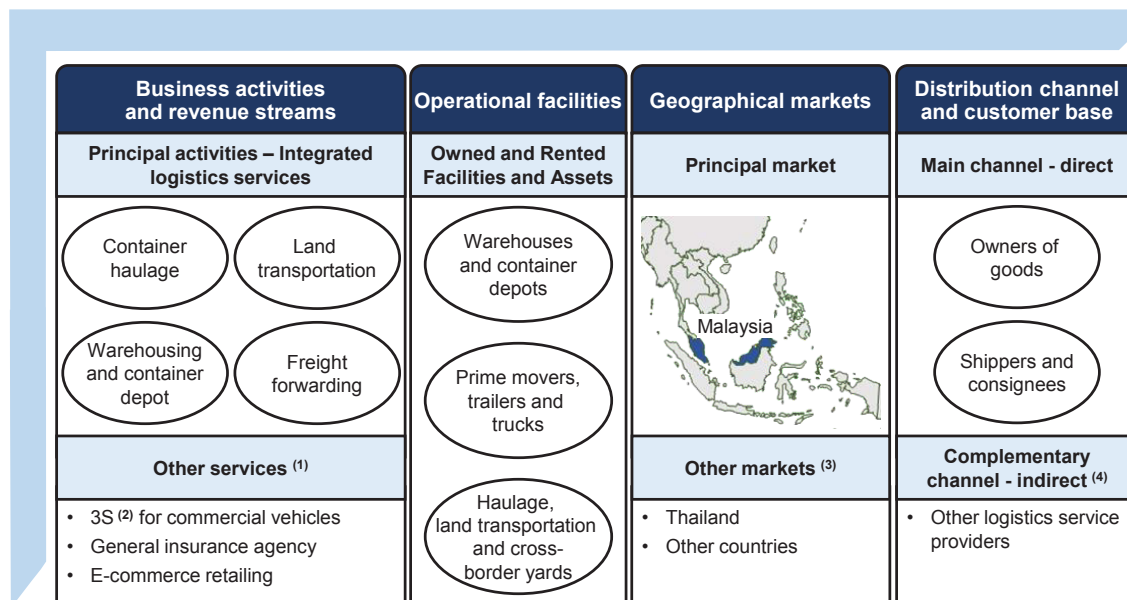 Business activities
and revenue streams
Principal activities – Integrated
logistics services
Container
haulage
Land
transportation
Warehousing
and container
depot
Freight
forwarding
Other services (1)
• 3S (2) for commercial vehicles
• General insurance agency
• E-commerce retailing
Operational facilities
Owned and Rented
Facilities and Assets
Warehouses
and container
depots
Prime movers,
trailers and
trucks
Haulage,
land transportation
and cross-
border yards
Geographical markets
Principal market
Malaysia
Other markets (3)
• Thailand
• Other countries
Distribution channel
and customer base
Main channel - direct
Owners of
goods
Shippers and
consignees
Complementary
channel - indirect (4)
• Other logistics service
providers